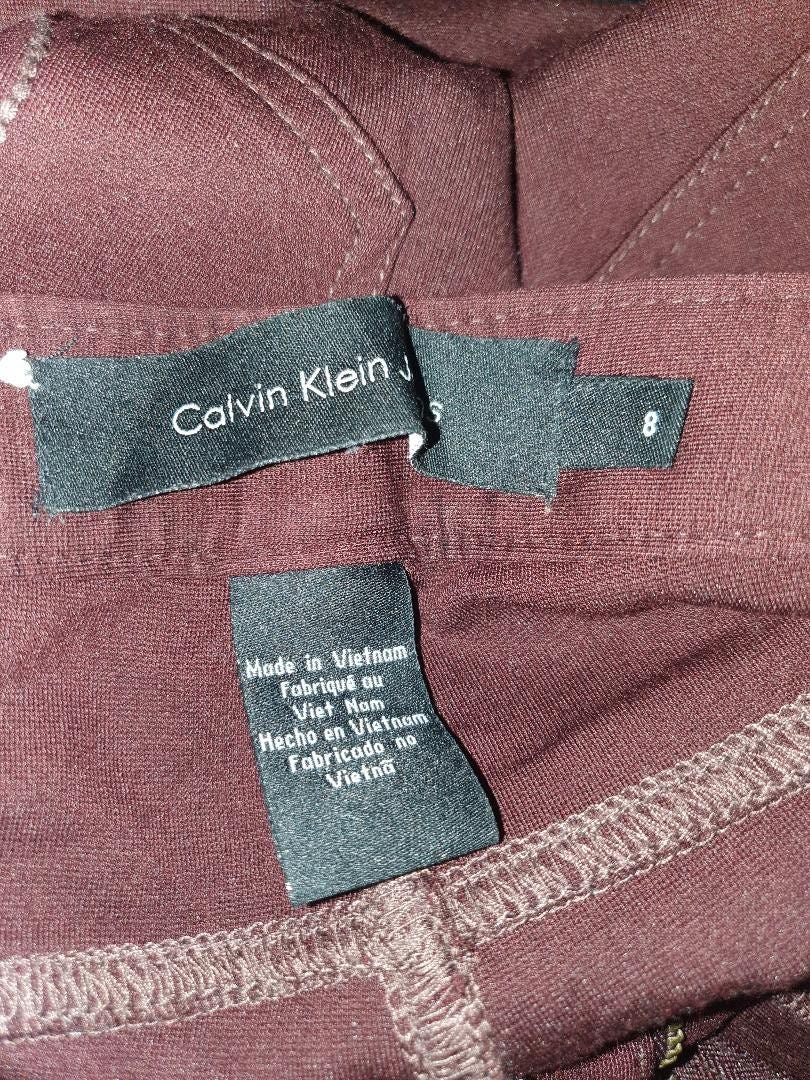 Calvin Klein J s
8
Made in Vietnam
Fabriqué au
Viet Nam
Hecho en Vietnam
Fabricado no
Vietnã